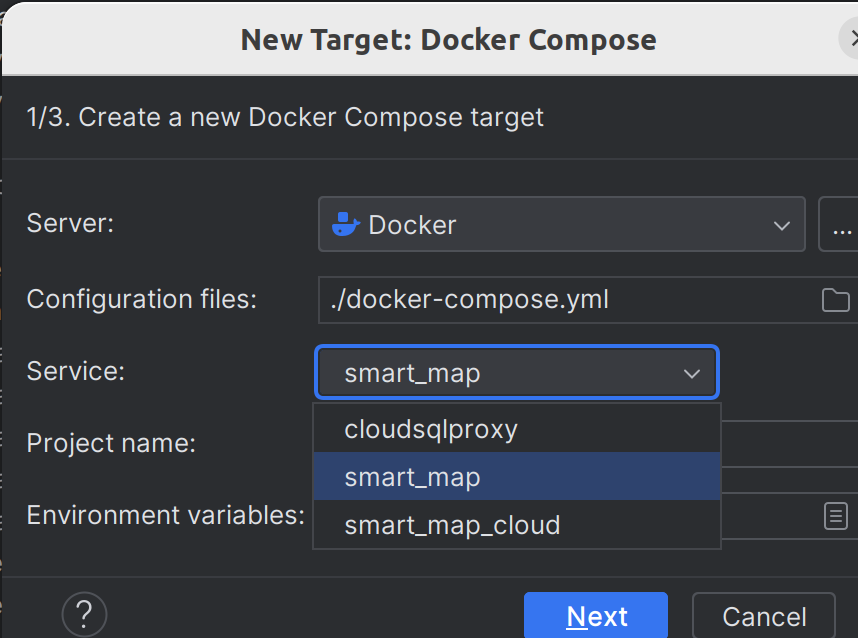 New Target: Docker Compose
1/3. Create a new Docker Compose target
Server:
Docker
...
Configuration files:
./docker-compose.yml
Service:
smart_map
cloudsqlproxy
Project name:
smart_map
Environment variables:
smart_map_cloud
?
Next
Cancel